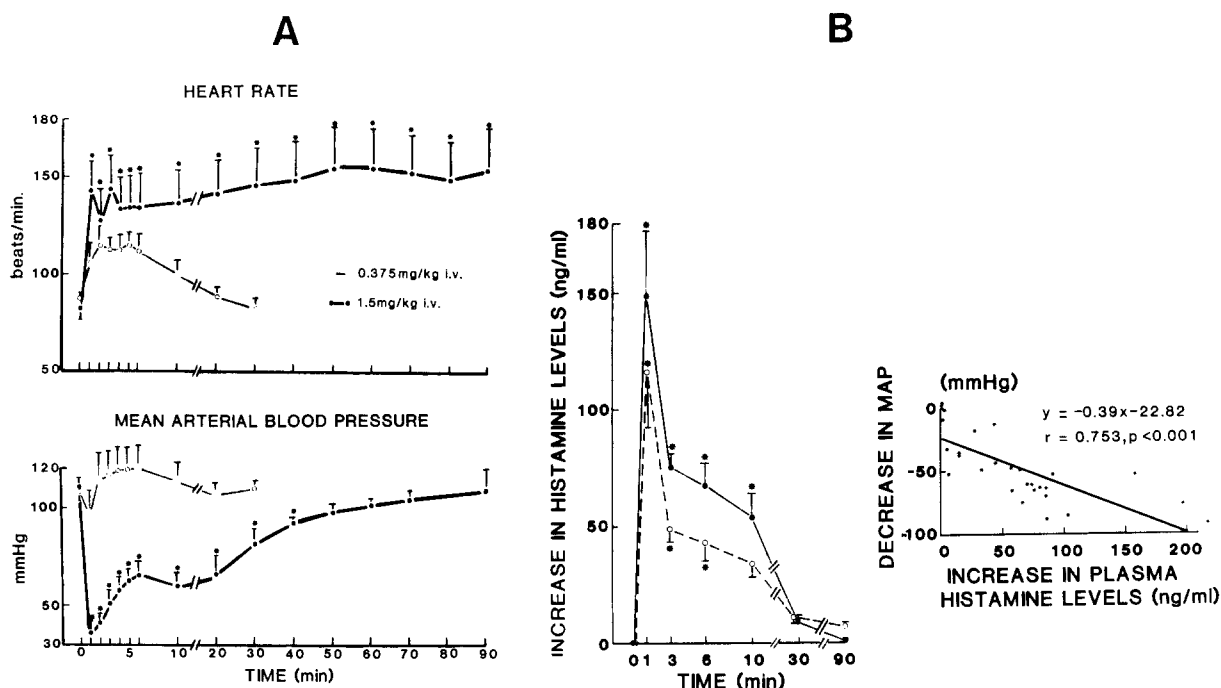 A
HEART RATE
180
150
100
50
beats/min.
0.375mg/kg i.v.
1.5mg/kg i.v.
MEAN ARTERIAL BLOOD PRESSURE
120
100
50
30
mmHg
0 5 10 20 30 40 50 60 70 80 90
TIME (min)
B
INCREASE IN HISTAMINE LEVELS (ng/ml)
180
150
100
50
0
0 1 3 6 10 30 90
TIME (min)
DECREASE IN MAP
(mmHg)
y = -0.39x-22.82
r = 0.753, p<0.001
0
-50
-100
0 50 100 150 200
INCREASE IN PLASMA
HISTAMINE LEVELS (ng/ml)